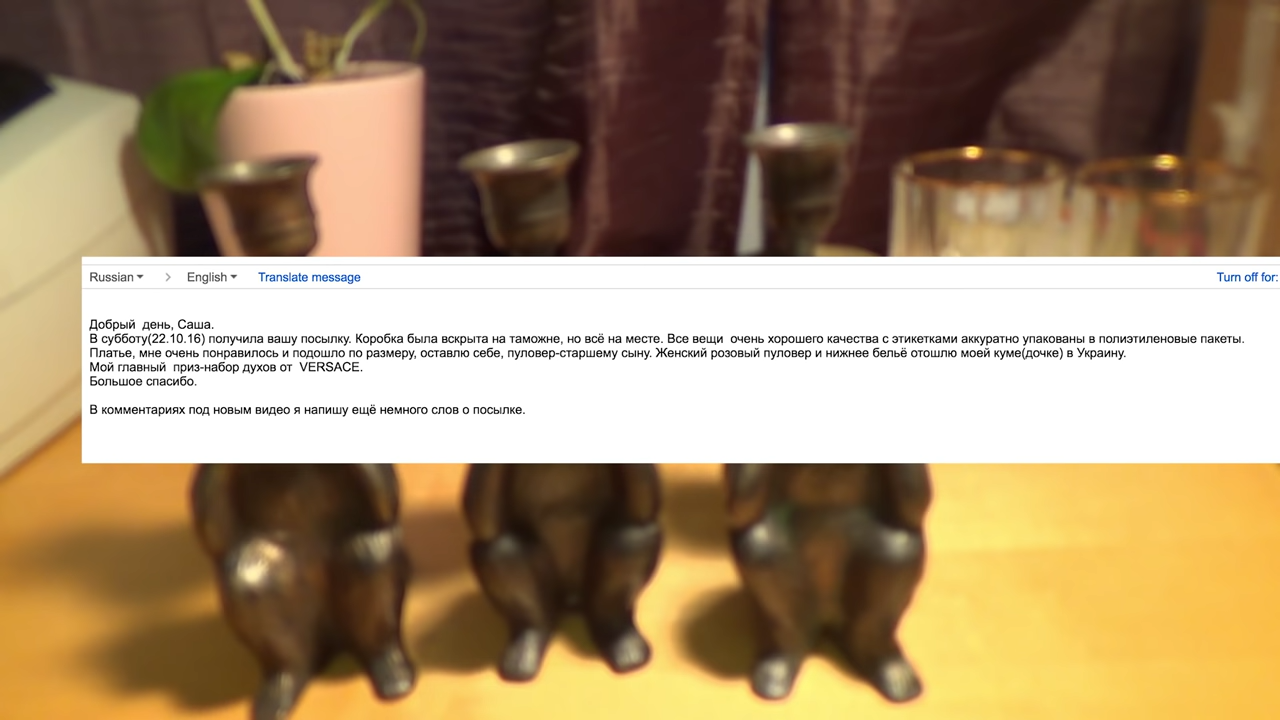 Russian English Translate message Turn off for:
Добрый день, Саша.
В субботу(22.10.16) получила вашу посылку. Коробка была вскрыта на таможне, но всё на месте. Все вещи очень хорошего качества с этикетками аккуратно упакованы в полиэтиленовые пакеты.
Платье, мне очень понравилось и подошло по размеру, оставлю себе, пуловер-старшему сыну. Женский розовый пуловер и нижнее бельё отошлю моей куме(дочке) в Украину.
Мой главный приз-набор духов от VERSACE.
Большое спасибо.
В комментариях под новым видео я напишу ещё немного слов о посылке.